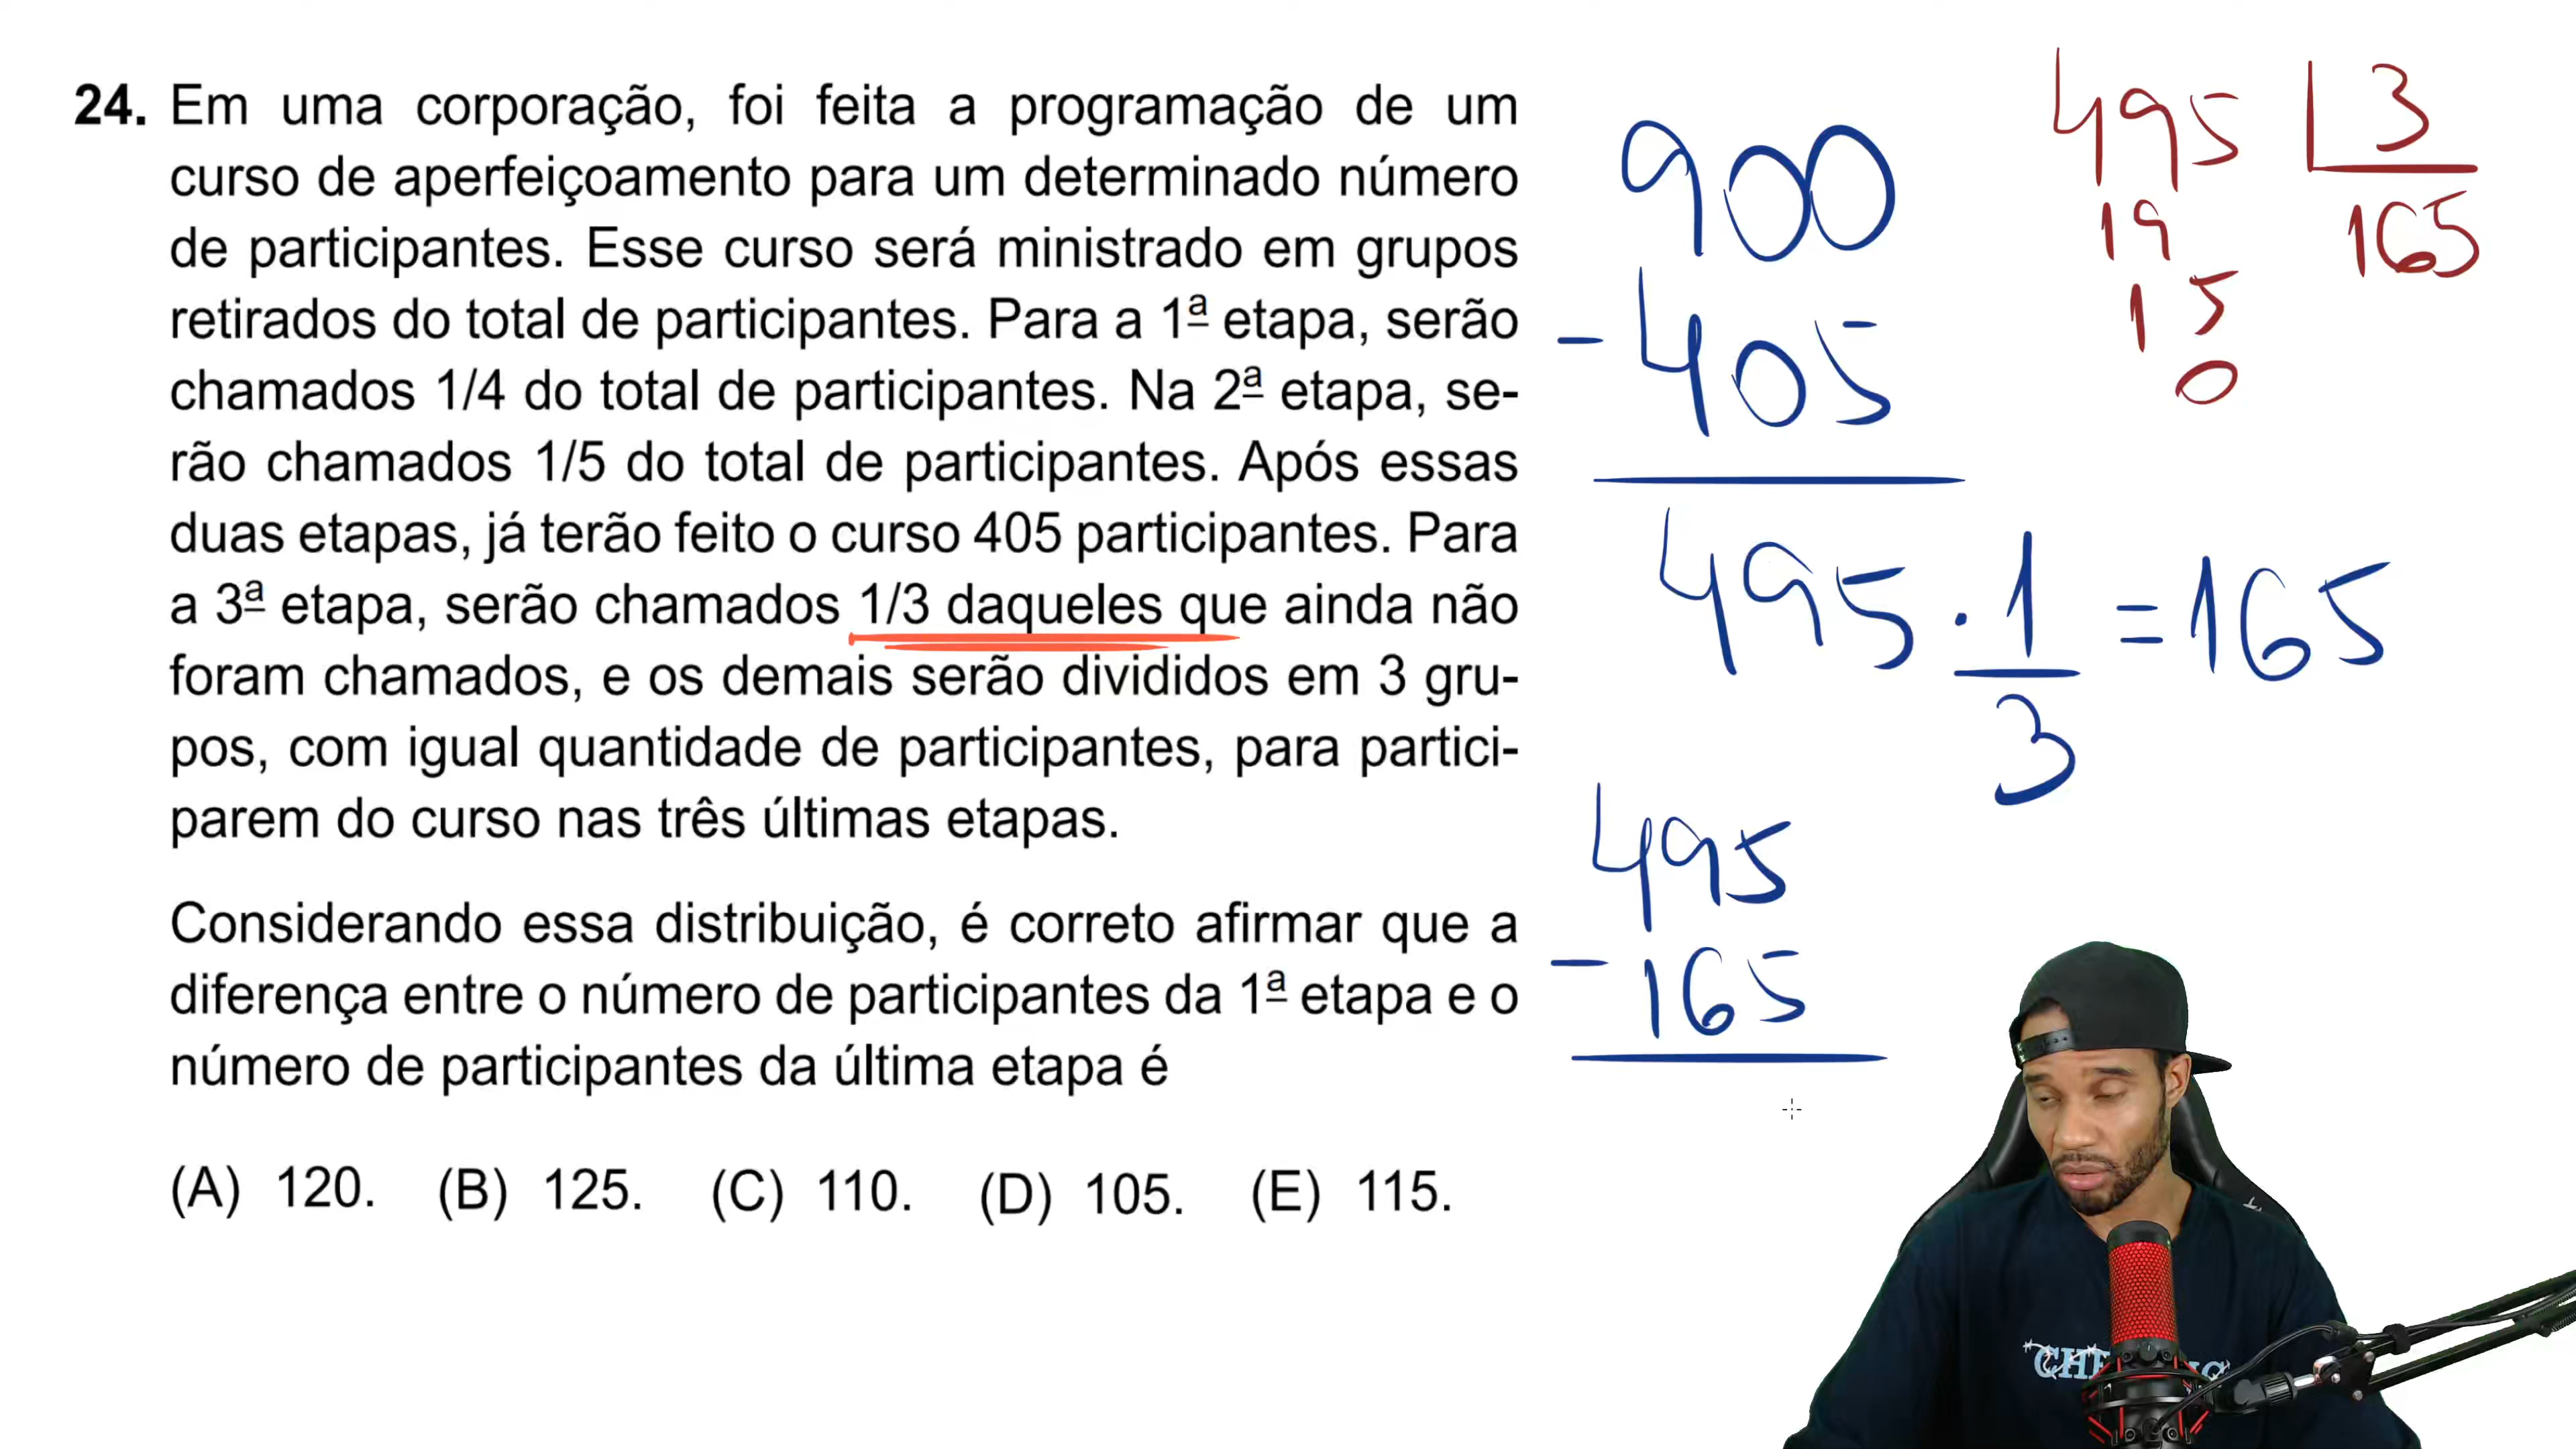 24. Em uma corporação, foi feita a programação de um
curso de aperfeiçoamento para um determinado número
de participantes. Esse curso será ministrado em grupos
retirados do total de participantes. Para a 1ª etapa, serão
chamados 1/4 do total de participantes. Na 2ª etapa, se-
rão chamados 1/5 do total de participantes. Após essas
duas etapas, já terão feito o curso 405 participantes. Para
a 3ª etapa, serão chamados 1/3 daqueles que ainda não
foram chamados, e os demais serão divididos em 3 gru-
pos, com igual quantidade de participantes, para partici-
parem do curso nas três últimas etapas.
Considerando essa distribuição, é correto afirmar que a
diferença entre o número de participantes da 1ª etapa e o
número de participantes da última etapa é
(A) 120. (B) 125. (C) 110. (D) 105. (E) 115.
900
- 405
495 . 1 = 165
3
495
- 165
495 3
19 165
15
0